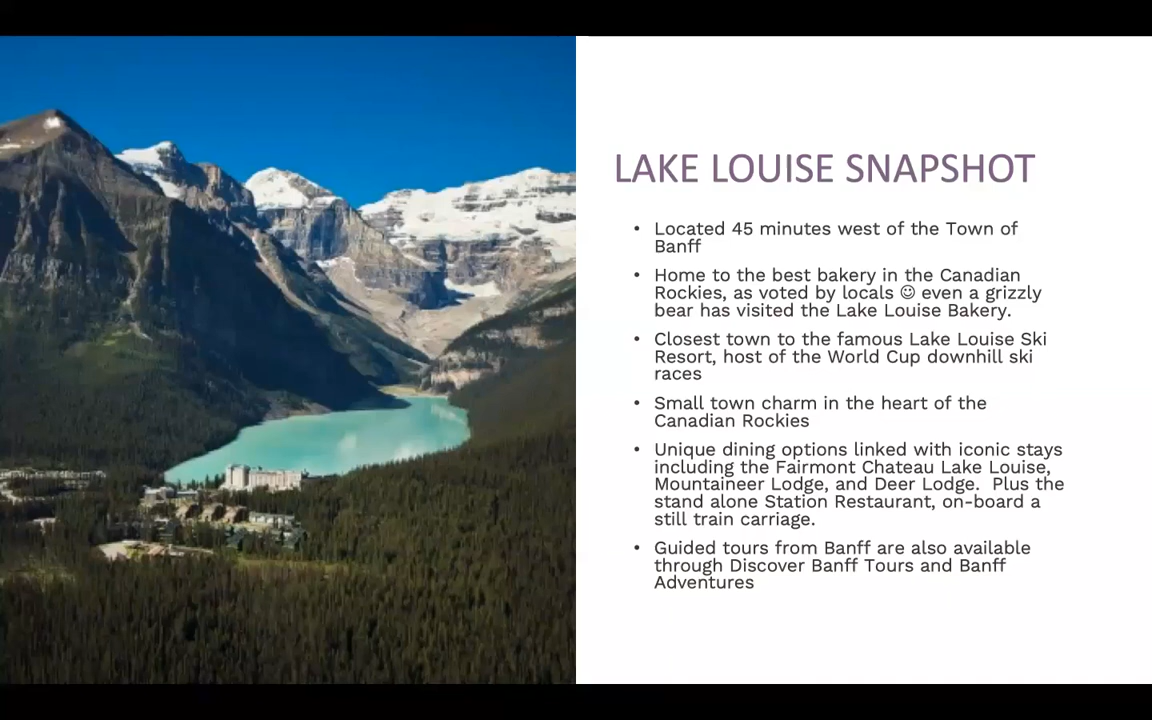 LAKE LOUISE SNAPSHOT
• Located 45 minutes west of the Town of
Banff
• Home to the best bakery in the Canadian
Rockies, as voted by locals ☺ even a grizzly
bear has visited the Lake Louise Bakery.
• Closest town to the famous Lake Louise Ski
Resort, host of the World Cup downhill ski
races
• Small town charm in the heart of the
Canadian Rockies
• Unique dining options linked with iconic stays
including the Fairmont Chateau Lake Louise,
Mountaineer Lodge, and Deer Lodge.  Plus the
stand alone Station Restaurant, on-board a
still train carriage.
• Guided tours from Banff are also available
through Discover Banff Tours and Banff
Adventures